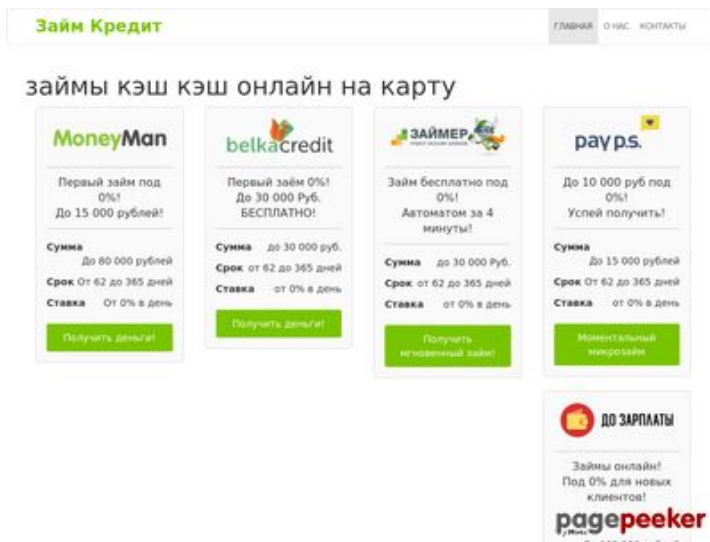 Займ Кредит
ГЛАВНАЯ О НАС. КОНТАКТЫ
займы кэш кэш онлайн на карту
MoneyMan
Первый займ под
0%!
До 15 000 рублей!
Сумма
До 80 000 рублей
Срок От 62 до 365 дней
Ставка От 0% в день
Получить деньги!
belkacredit
Первый заём 0%!
До 30 000 Руб.
БЕСПЛАТНО!
Сумма до 30 000 руб.
Срок от 62 до 365 дней
Ставка от 0% в день
Получить деньги!
ЗАЙМЕР
Займ бесплатно под
0%!
Автоматом за 4
минуты!
Сумма до 30 000 Руб.
Срок от 62 до 365 дней
Ставка от 0% в день
Получить
мгновенный займ!
pay p.s.
До 10 000 руб под
0%!
Успей получить!
Сумма
До 15 000 рублей
Срок От 62 до 365 дней
Ставка от 0% в день
Моментальный
микрозайм
ДО ЗАРПЛАТЫ
Займы онлайн!
Под 0% для новых
клиентов!
pagepeeker